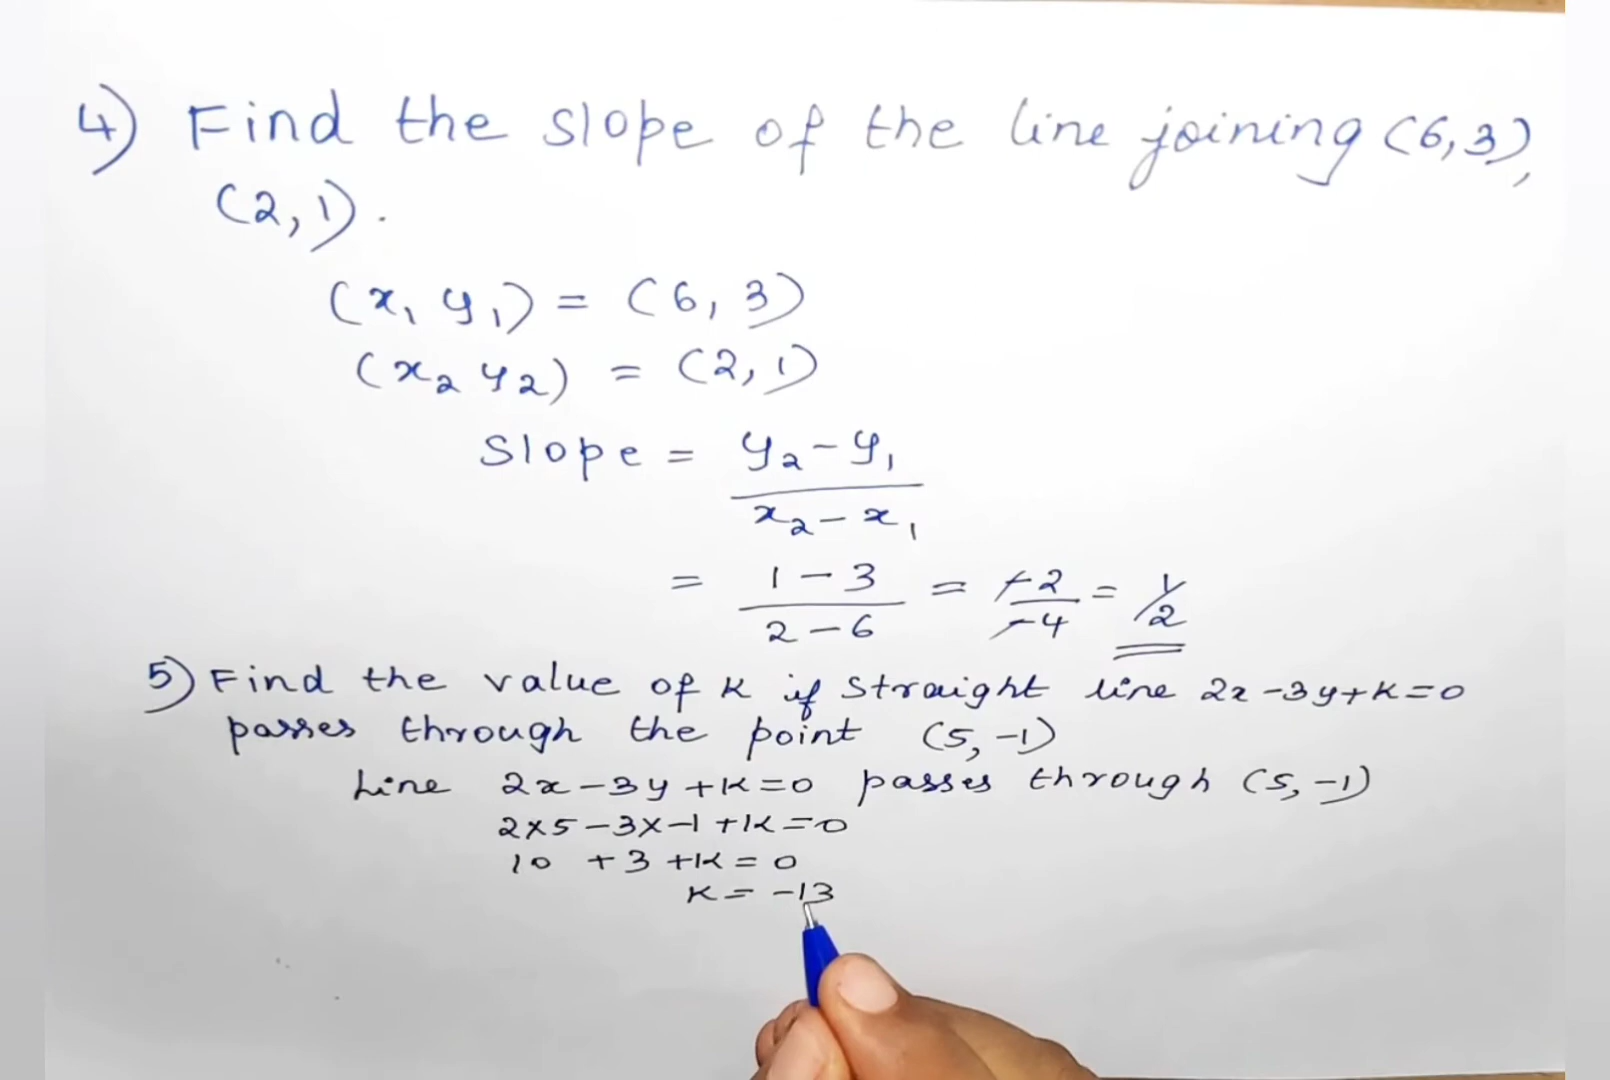 4) Find the slope of the line joining (6,3),
(2,1).
(x₁ y₁) = (6, 3)
(x₂ y₂) = (2, 1)
Slope = y₂-y₁
x₂-x₁
= 1-3 = -2 = 1/2
2-6 -4
5) Find the value of K if straight line 2x-3y+K=0
passes through the point (5,-1)
Line 2x-3y+K=0 passes through (5,-1)
2×5-3×-1+K=0
10 +3+K=0
K=-13